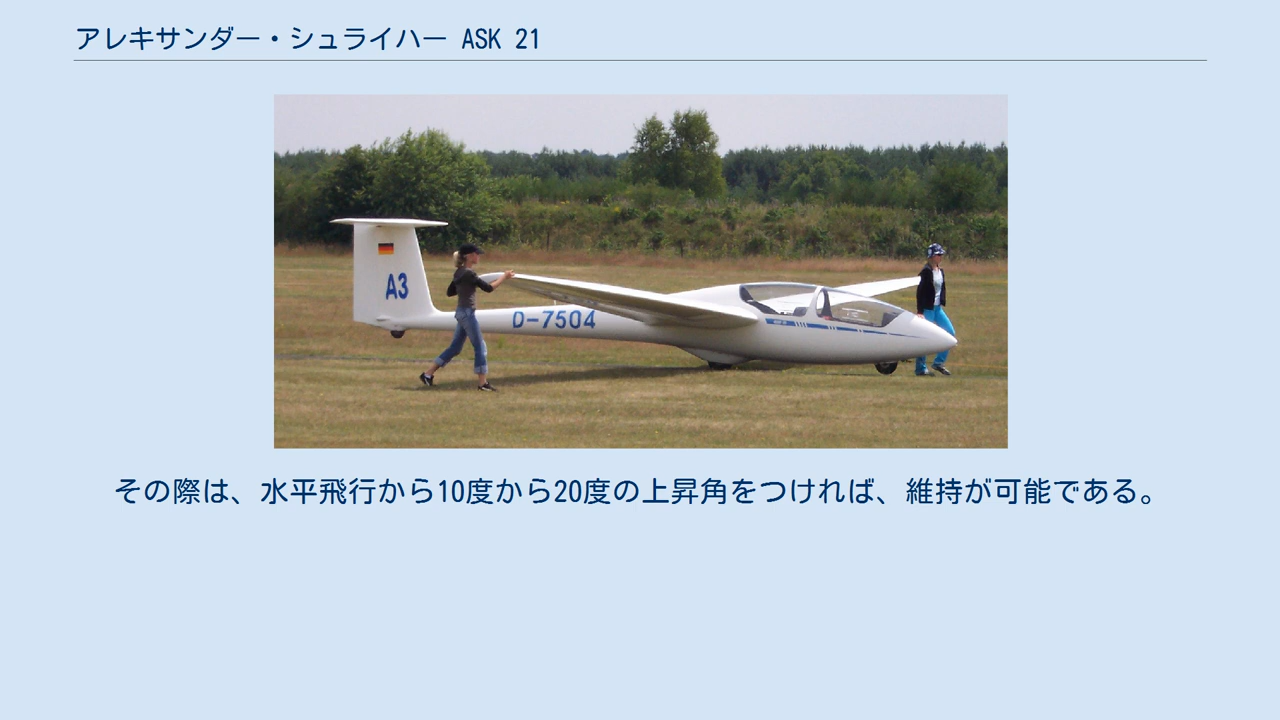 アレキサンダー・シュライハー ASK 21
A3
D-7504
その際は、水平飛行から10度から20度の上昇角をつければ、維持が可能である。